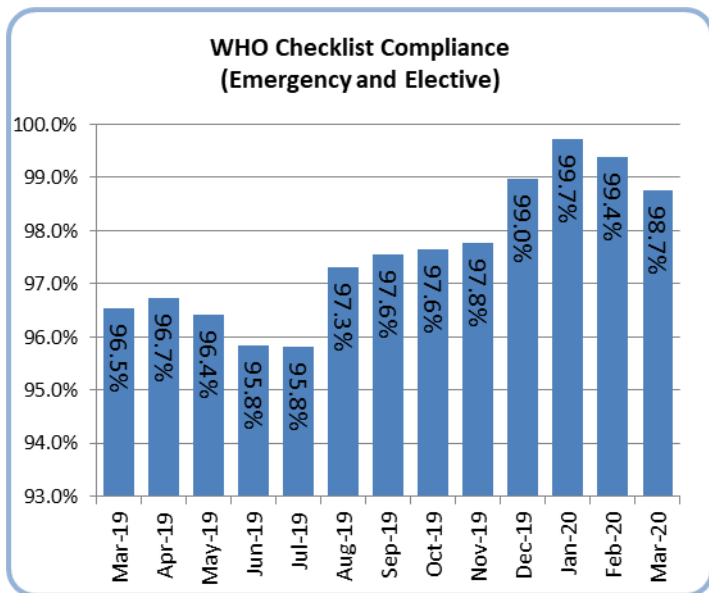 WHO Checklist Compliance
(Emergency and Elective)
100.0%
99.0%
98.0%
97.0%
96.0%
95.0%
94.0%
93.0%
96.5%
96.7%
96.4%
95.8%
95.8%
97.3%
97.6%
97.6%
97.8%
99.0%
99.7%
99.4%
98.7%
Mar-19
Apr-19
May-19
Jun-19
Jul-19
Aug-19
Sep-19
Oct-19
Nov-19
Dec-19
Jan-20
Feb-20
Mar-20